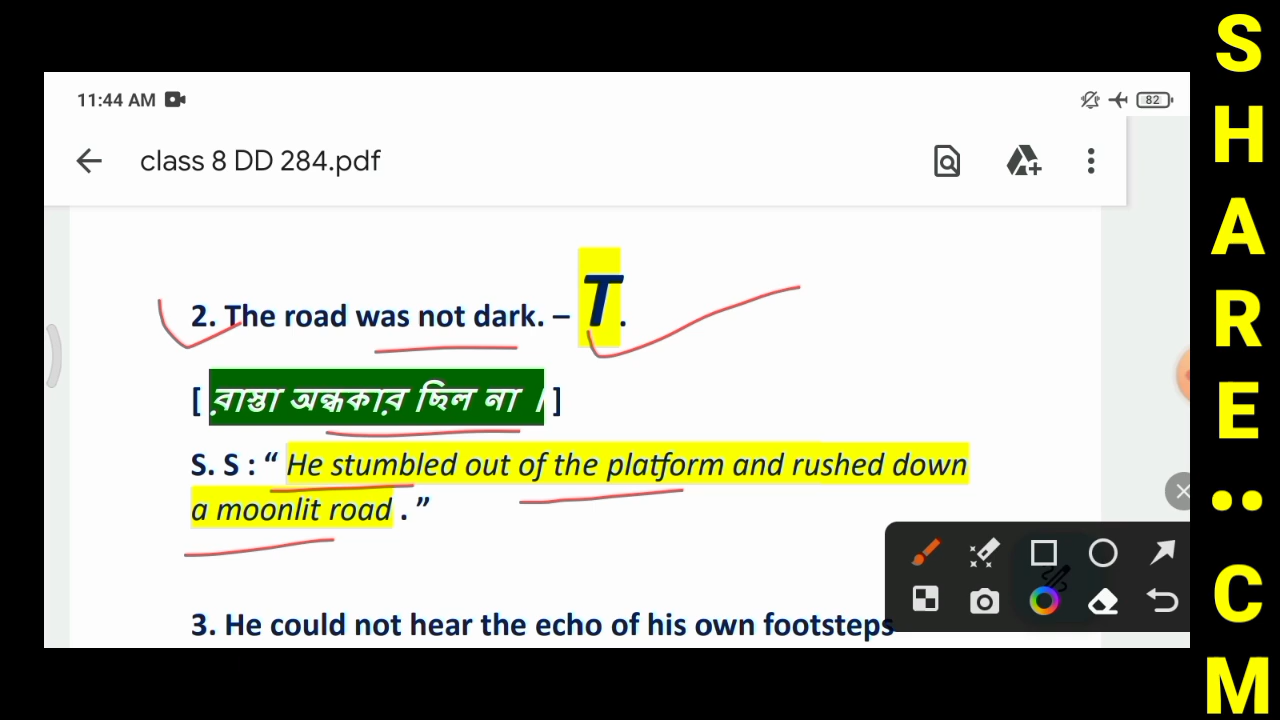 11:44 AM
82
class 8 DD 284.pdf
2. The road was not dark. – T.
[ রাস্তা অন্ধকার ছিল না । ]
S. S : “ He stumbled out of the platform and rushed down
a moonlit road . ”
3. He could not hear the echo of his own footsteps
SHARE••CM